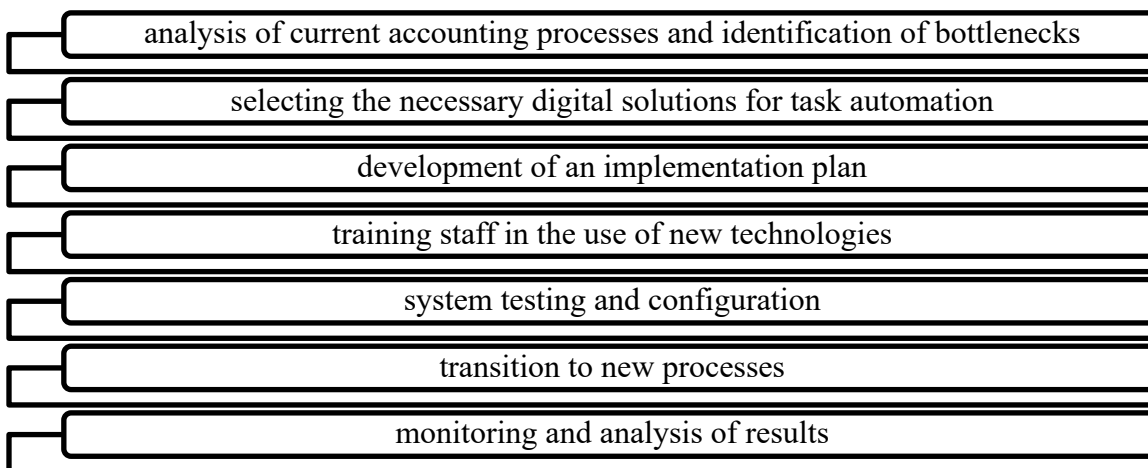 analysis of current accounting processes and identification of bottlenecks
selecting the necessary digital solutions for task automation
development of an implementation plan
training staff in the use of new technologies
system testing and configuration
transition to new processes
monitoring and analysis of results